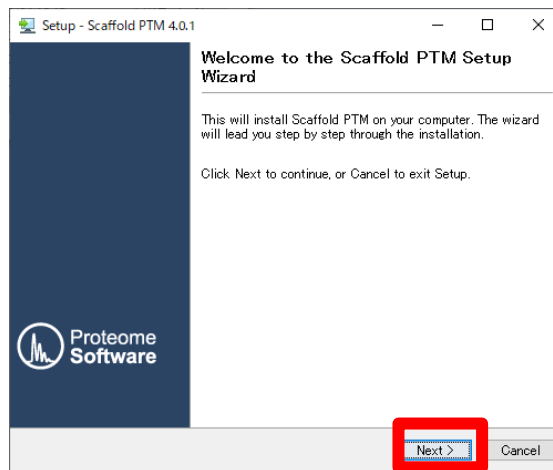 Setup - Scaffold PTM 4.0.1
Welcome to the Scaffold PTM Setup
Wizard
This will install Scaffold PTM on your computer. The wizard
will lead you step by step through the installation.
Click Next to continue, or Cancel to exit Setup.
Proteome
Software
Next >
Cancel